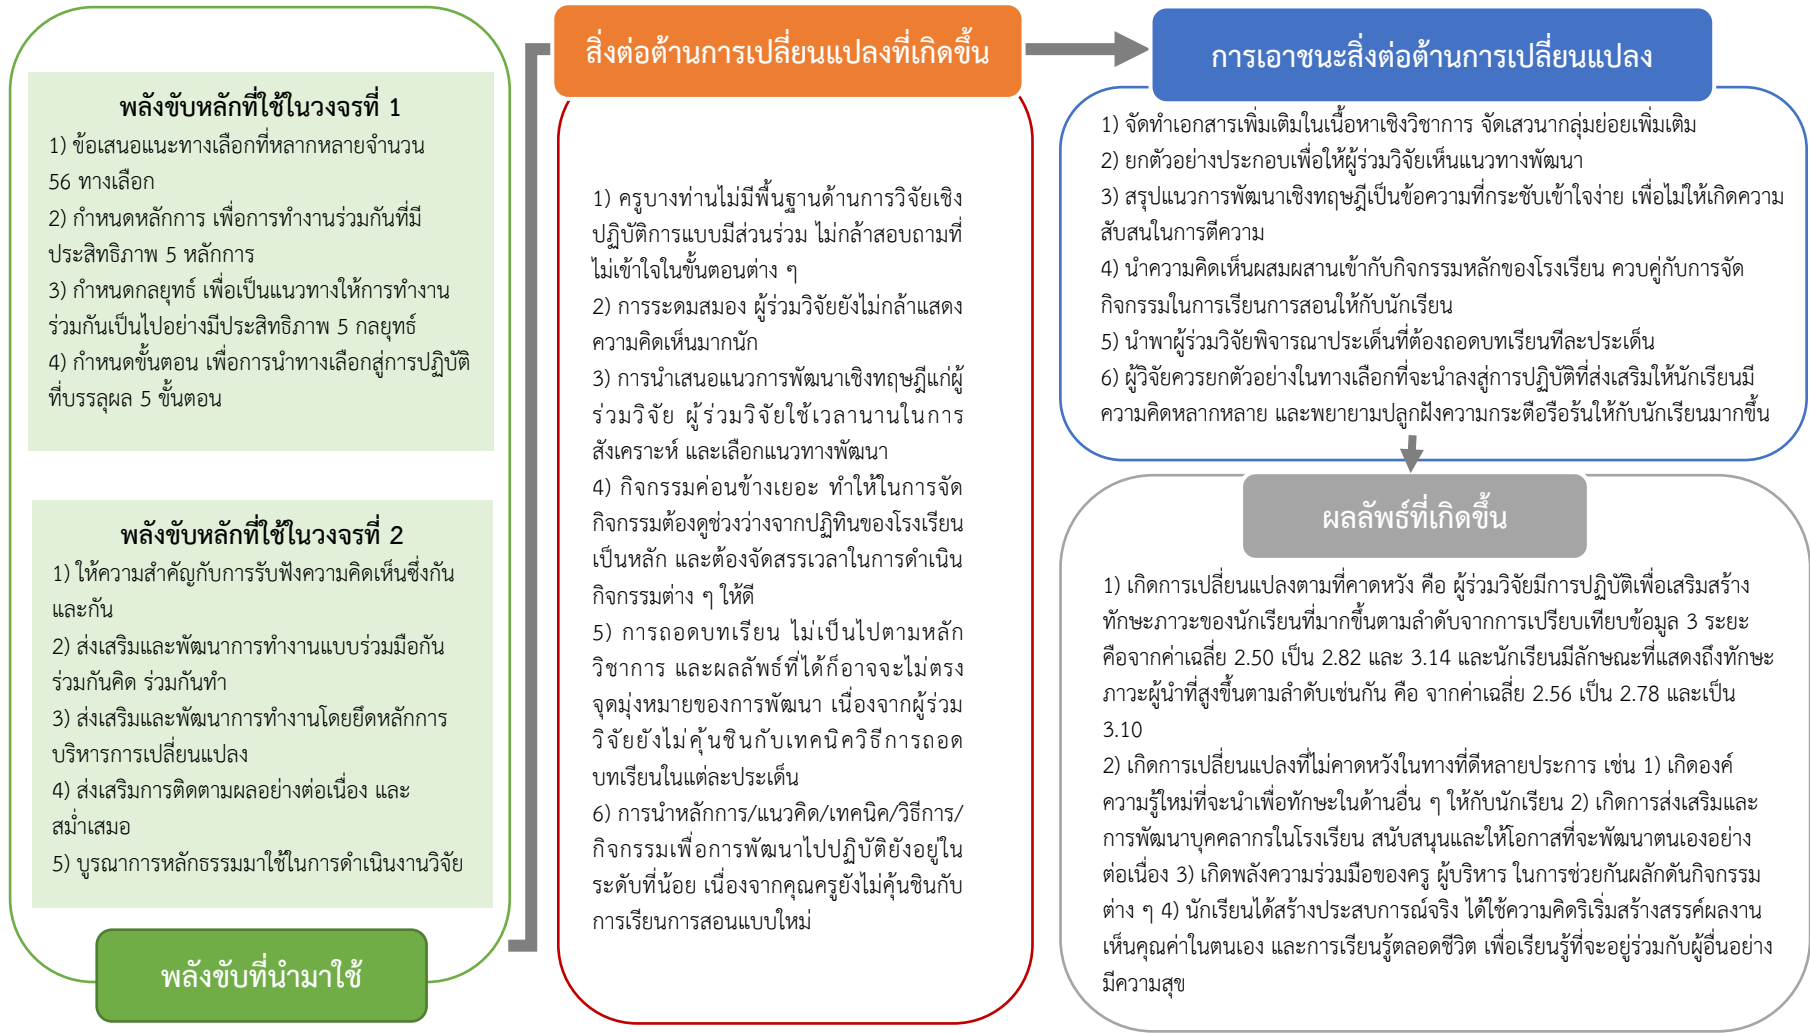 พลังขับหลักที่ใช้ในวงจรที่ 1
1) ข้อเสนอแนะทางเลือกที่หลากหลายจำนวน
56 ทางเลือก
2) กำหนดหลักการ เพื่อการทำงานร่วมกันที่มี
ประสิทธิภาพ 5 หลักการ
3) กำหนดกลยุทธ์ เพื่อเป็นแนวทางให้การทำงาน
ร่วมกันเป็นไปอย่างมีประสิทธิภาพ 5 กลยุทธ์
4) กำหนดขั้นตอน เพื่อการนำทางเลือกสู่การปฏิบัติ
ที่บรรลุผล 5 ขั้นตอน
พลังขับหลักที่ใช้ในวงจรที่ 2
1) ให้ความสำคัญกับการรับฟังความคิดเห็นซึ่งกัน
และกัน
2) ส่งเสริมและพัฒนาการทำงานแบบร่วมมือกัน
ร่วมกันคิด ร่วมกันทำ
3) ส่งเสริมและพัฒนาการทำงานโดยยึดหลักการ
บริหารการเปลี่ยนแปลง
4) ส่งเสริมการติดตามผลอย่างต่อเนื่อง และ
สม่ำเสมอ
5) บูรณาการหลักธรรมมาใช้ในการดำเนินงานวิจัย
พลังขับที่นำมาใช้
สิ่งต่อต้านการเปลี่ยนแปลงที่เกิดขึ้น
1) ครูบางท่านไม่มีพื้นฐานด้านการวิจัยเชิง
ปฏิบัติการแบบมีส่วนร่วม ไม่กล้าสอบถามที่
ไม่เข้าใจในขั้นตอนต่าง ๆ
2) การระดมสมอง ผู้ร่วมวิจัยยังไม่กล้าแสดง
ความคิดเห็นมากนัก
3) การนำเสนอแนวการพัฒนาเชิงทฤษฎีแก่ผู้
ร่วมวิจัย ผู้ร่วมวิจัยใช้เวลานานในการ
สังเคราะห์ และเลือกแนวทางพัฒนา
4) กิจกรรมค่อนข้างเยอะ ทำให้ในการจัด
กิจกรรมต้องดูช่วงว่างจากปฏิทินของโรงเรียน
เป็นหลัก และต้องจัดสรรเวลาในการดำเนิน
กิจกรรมต่าง ๆ ให้ดี
5) การถอดบทเรียน ไม่เป็นไปตามหลัก
วิชาการ และผลลัพธ์ที่ได้ก็อาจจะไม่ตรง
จุดมุ่งหมายของการพัฒนา เนื่องจากผู้ร่วม
วิจัยยังไม่คุ้นชินกับเทคนิควิธีการถอด
บทเรียนในแต่ละประเด็น
6) การนำหลักการ/แนวคิด/เทคนิค/วิธีการ/
กิจกรรมเพื่อการพัฒนาไปปฏิบัติยังอยู่ใน
ระดับที่น้อย เนื่องจากคุณครูยังไม่คุ้นชินกับ
การเรียนการสอนแบบใหม่
การเอาชนะสิ่งต่อต้านการเปลี่ยนแปลง
1) จัดทำเอกสารเพิ่มเติมในเนื้อหาเชิงวิชาการ จัดเสวนากลุ่มย่อยเพิ่มเติม
2) ยกตัวอย่างประกอบเพื่อให้ผู้ร่วมวิจัยเห็นแนวทางพัฒนา
3) สรุปแนวการพัฒนาเชิงทฤษฎีเป็นข้อความที่กระชับเข้าใจง่าย เพื่อไม่ให้เกิดความ
สับสนในการตีความ
4) นำความคิดเห็นผสมผสานเข้ากับกิจกรรมหลักของโรงเรียน ควบคู่กับการจัด
กิจกรรมในการเรียนการสอนให้กับนักเรียน
5) นำพาผู้ร่วมวิจัยพิจารณาประเด็นที่ต้องถอดบทเรียนทีละประเด็น
6) ผู้วิจัยควรยกตัวอย่างในทางเลือกที่จะนำลงสู่การปฏิบัติที่ส่งเสริมให้นักเรียนมี
ความคิดหลากหลาย และพยายามปลูกฝังความกระตือรือร้นให้กับนักเรียนมากขึ้น
ผลลัพธ์ที่เกิดขึ้น
1) เกิดการเปลี่ยนแปลงตามที่คาดหวัง คือ ผู้ร่วมวิจัยมีการปฏิบัติเพื่อเสริมสร้าง
ทักษะภาวะของนักเรียนที่มากขึ้นตามลำดับจากการเปรียบเทียบข้อมูล 3 ระยะ
คือจากค่าเฉลี่ย 2.50 เป็น 2.82 และ 3.14 และนักเรียนมีลักษณะที่แสดงถึงทักษะ
ภาวะผู้นำที่สูงขึ้นตามลำดับเช่นกัน คือ จากค่าเฉลี่ย 2.56 เป็น 2.78 และเป็น
3.10
2) เกิดการเปลี่ยนแปลงที่ไม่คาดหวังในทางที่ดีหลายประการ เช่น 1) เกิดองค์
ความรู้ใหม่ที่จะนำเพื่อทักษะในด้านอื่น ๆ ให้กับนักเรียน 2) เกิดการส่งเสริมและ
การพัฒนาบุคคลากรในโรงเรียน สนับสนุนและให้โอกาสที่จะพัฒนาตนเองอย่าง
ต่อเนื่อง 3) เกิดพลังความร่วมมือของครู ผู้บริหาร ในการช่วยกันผลักดันกิจกรรม
ต่าง ๆ 4) นักเรียนได้สร้างประสบการณ์จริง ได้ใช้ความคิดริเริ่มสร้างสรรค์ผลงาน
เห็นคุณค่าในตนเอง และการเรียนรู้ตลอดชีวิต เพื่อเรียนรู้ที่จะอยู่ร่วมกับผู้อื่นอย่าง
มีความสุข